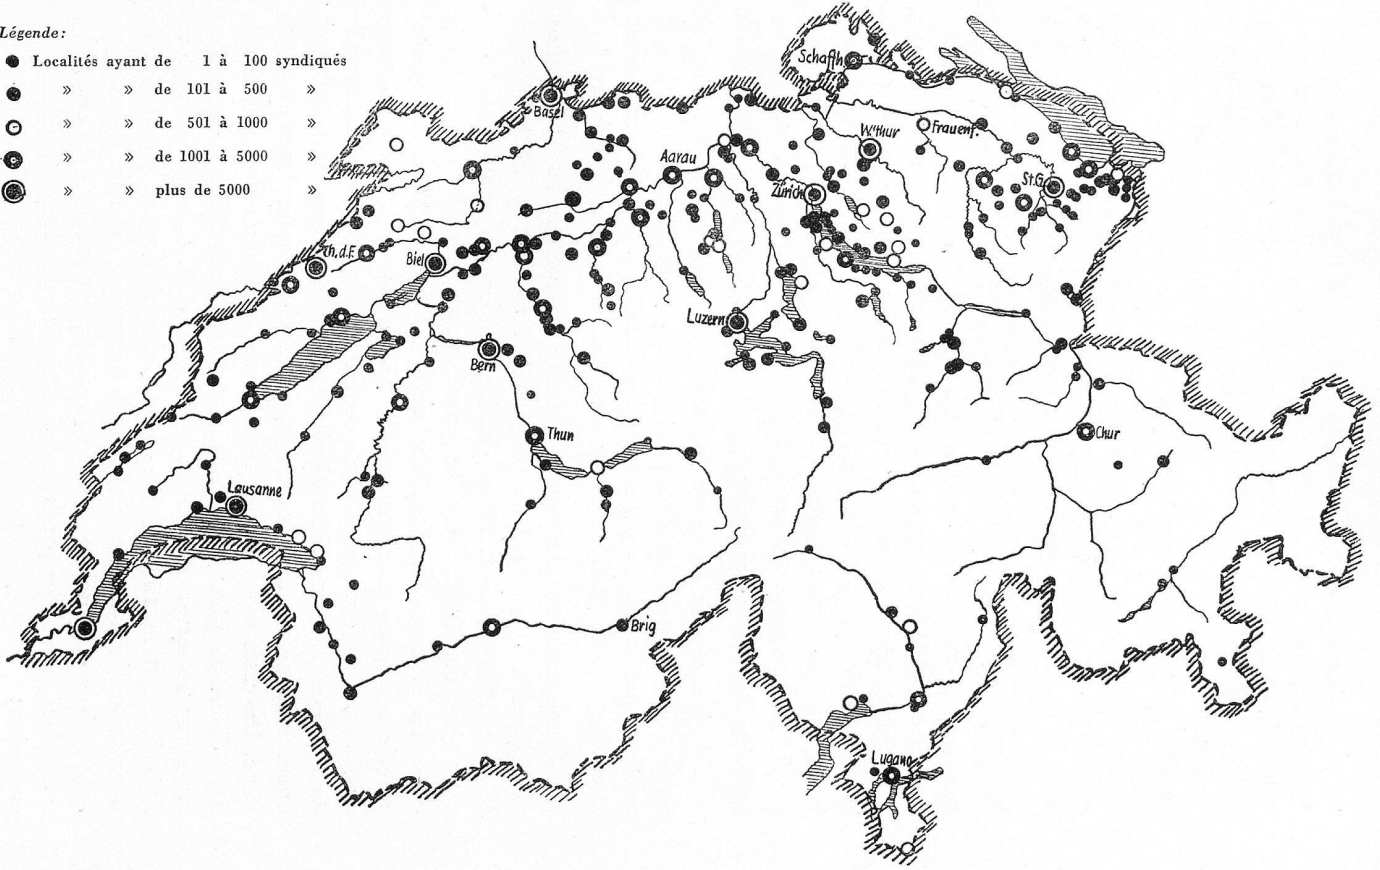 Légende:
Localités ayant de 1 à 100 syndiqués
» » de 101 à 500 »
» » de 501 à 1000 »
» » de 1001 à 5000 »
» » plus de 5000 »
Schaffh.
Basel
W'thur
Frauenf.
Aarau
Zürich
St.G.
Ch.d.F.
Biel
Luzern
Bern
Thun
Chur
Lausanne
Brig
Lugano